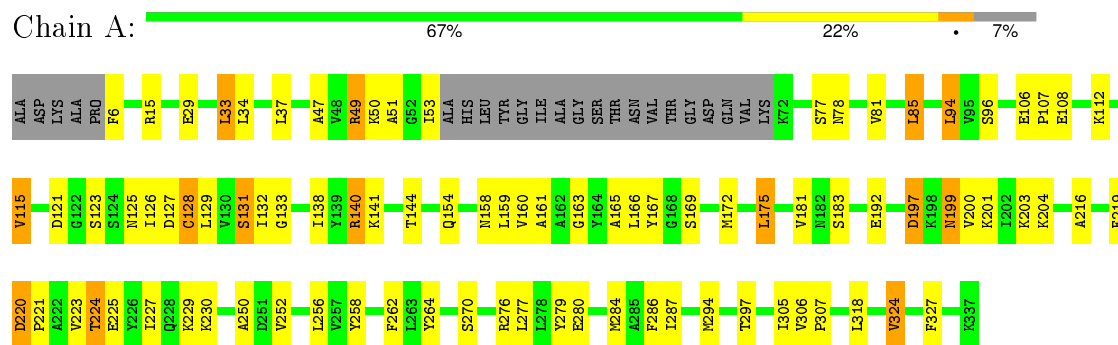 Chain A:
67% 22% • 7%
ALA ASP LYS ALA PRO F6 R15 E29 L33 L34 L37 A47 V48 R49 K50 A51 G52 I53 ALA HIS LEU TYR GLY ILE ALA GLY SER THR ASN VAL THR GLY ASP GLN VAL LYS K72 S77 N78 V81 L85 L94 V95 S96 E106 P107 E108 K112
V115 D121 G122 S123 S124 N125 I126 D127 C128 L129 V130 S131 I132 G133 I138 Y139 R140 K141 T144 Q154 N158 L159 V160 A161 A162 G163 Y164 A165 L166 Y167 G168 S169 M172 L175 V181 N182 S183 E192 D197 K198 N199 V200 K201 I202 K203 K204 A216
D220 P221 A222 V223 T224 E225 Y226 I227 Q228 K229 K230 A250 D251 V252 L256 V257 Y258 F262 L263 Y264 S270 R276 L277 L278 Y279 E280 M284 A285 F286 I287 M294 T297 I305 V306 P307 L318 V324 F327 K337